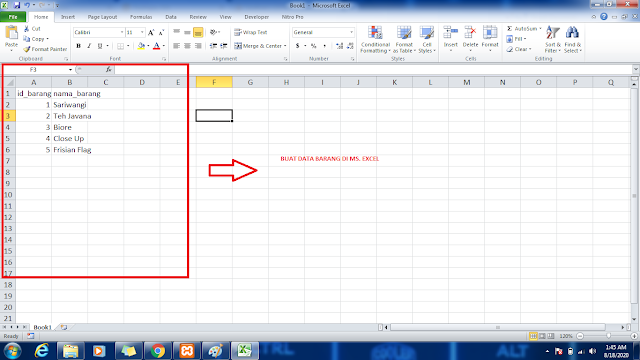 Book1 - Microsoft Excel
File Home Insert Page Layout Formulas Data Review View Developer Nitro Pro
Cut
Copy
Format Painter
Paste
Clipboard
Calibri 11
B I U
Font
Wrap Text
Merge & Center
Alignment
General
$ % ,
Number
Conditional Formatting
Format as Table
Cell Styles
Styles
Insert Delete Format
Cells
AutoSum
Fill
Clear
Sort & Filter
Find & Select
Editing
F3 fx
A B C D E F G H I J K L M N O P Q
1 id_barang nama_barang
2 1 Sariwangi
3 2 Teh Javana
4 3 Biore
5 4 Close Up
6 5 Frisian Flag
7
BUAT DATA BARANG DI MS. EXCEL
8
9
10
11
12
13
14
15
16
17
18
19
20
21
Book1
Ready 120%
TRL ALT
1:45 AM
8/18/2020